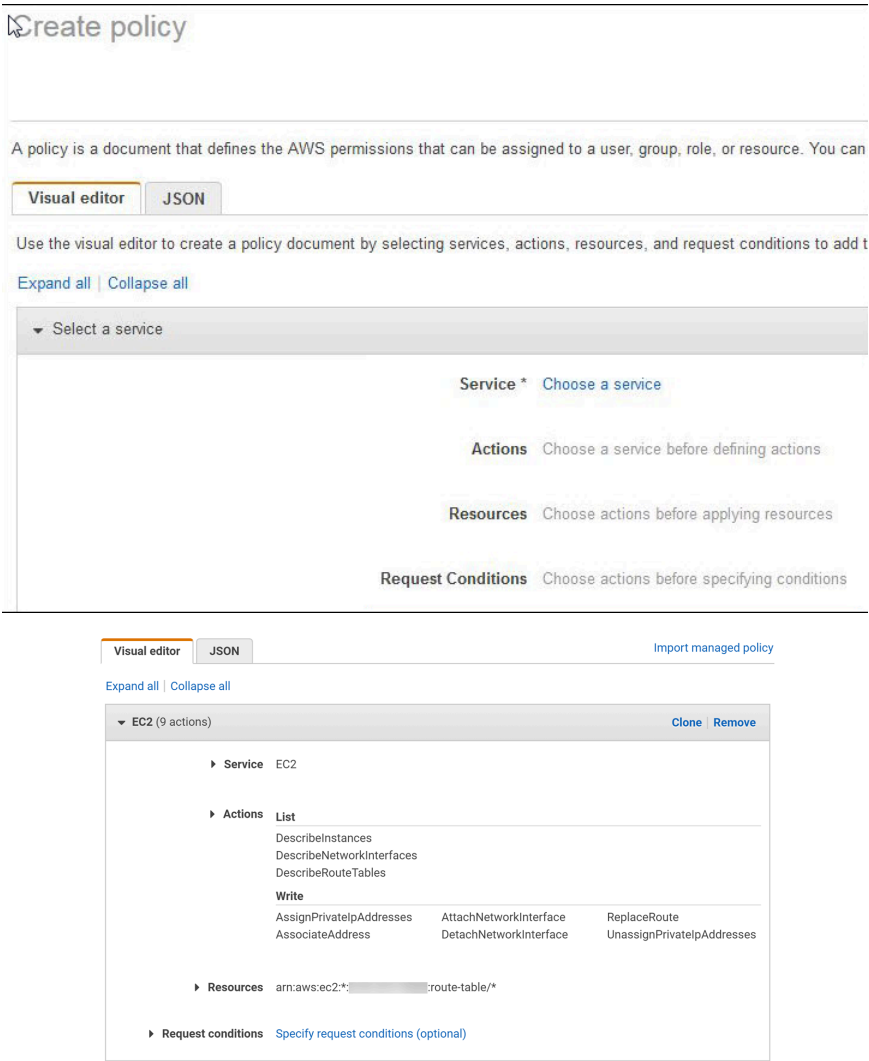 Create policy
A policy is a document that defines the AWS permissions that can be assigned to a user, group, role, or resource. You can
Visual editor JSON
Use the visual editor to create a policy document by selecting services, actions, resources, and request conditions to add t
Expand all | Collapse all
Select a service
Service * Choose a service
Actions Choose a service before defining actions
Resources Choose actions before applying resources
Request Conditions Choose actions before specifying conditions
Visual editor JSON Import managed policy
Expand all | Collapse all
EC2 (9 actions) Clone | Remove
Service EC2
Actions List
DescribeInstances
DescribeNetworkInterfaces
DescribeRouteTables
Write
AssignPrivateIpAddresses AttachNetworkInterface ReplaceRoute
AssociateAddress DetachNetworkInterface UnassignPrivateIpAddresses
Resources arn:aws:ec2:*: :route-table/*
Request conditions Specify request conditions (optional)